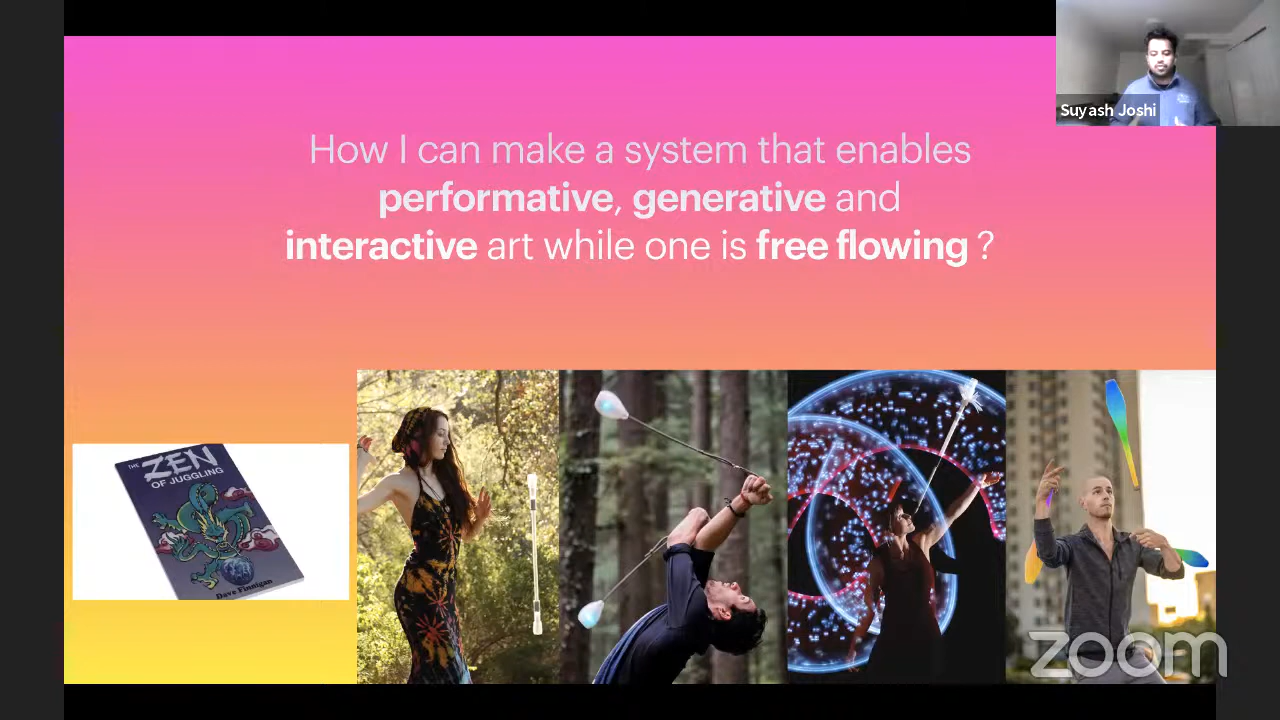 Suyash Joshi
How I can make a system that enables
performative, generative and
interactive art while one is free flowing ?
THE
ZEN
OF JUGGLING
Dave Finnigan
zoom